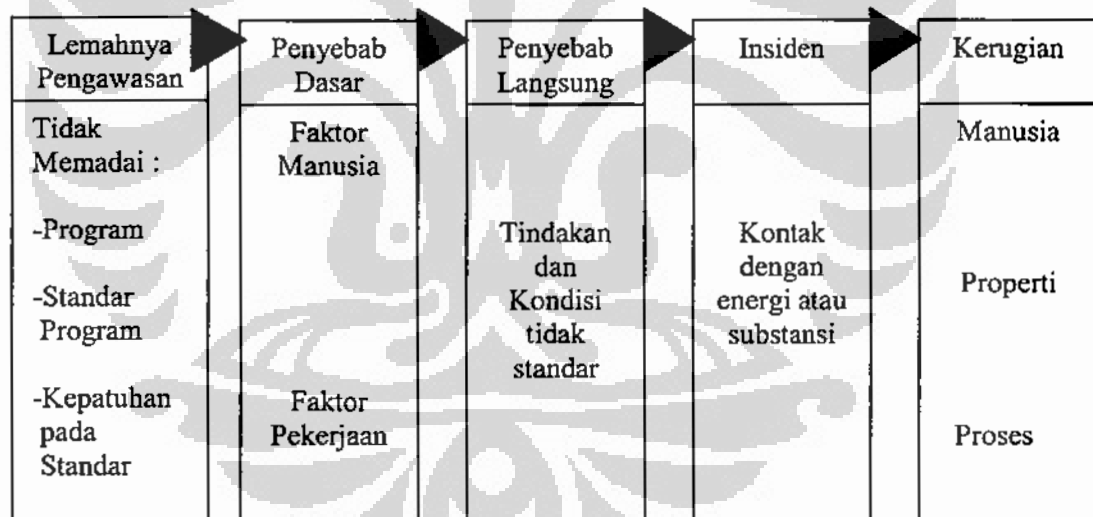 Lemahnya
Pengawasan
Tidak
Memadai :
-Program
-Standar
Program
-Kepatuhan
pada
Standar
Penyebab
Dasar
Faktor
Manusia
Faktor
Pekerjaan
Penyebab
Langsung
Tindakan
dan
Kondisi
tidak
standar
Insiden
Kontak
dengan
energi atau
substansi
Kerugian
Manusia
Properti
Proses